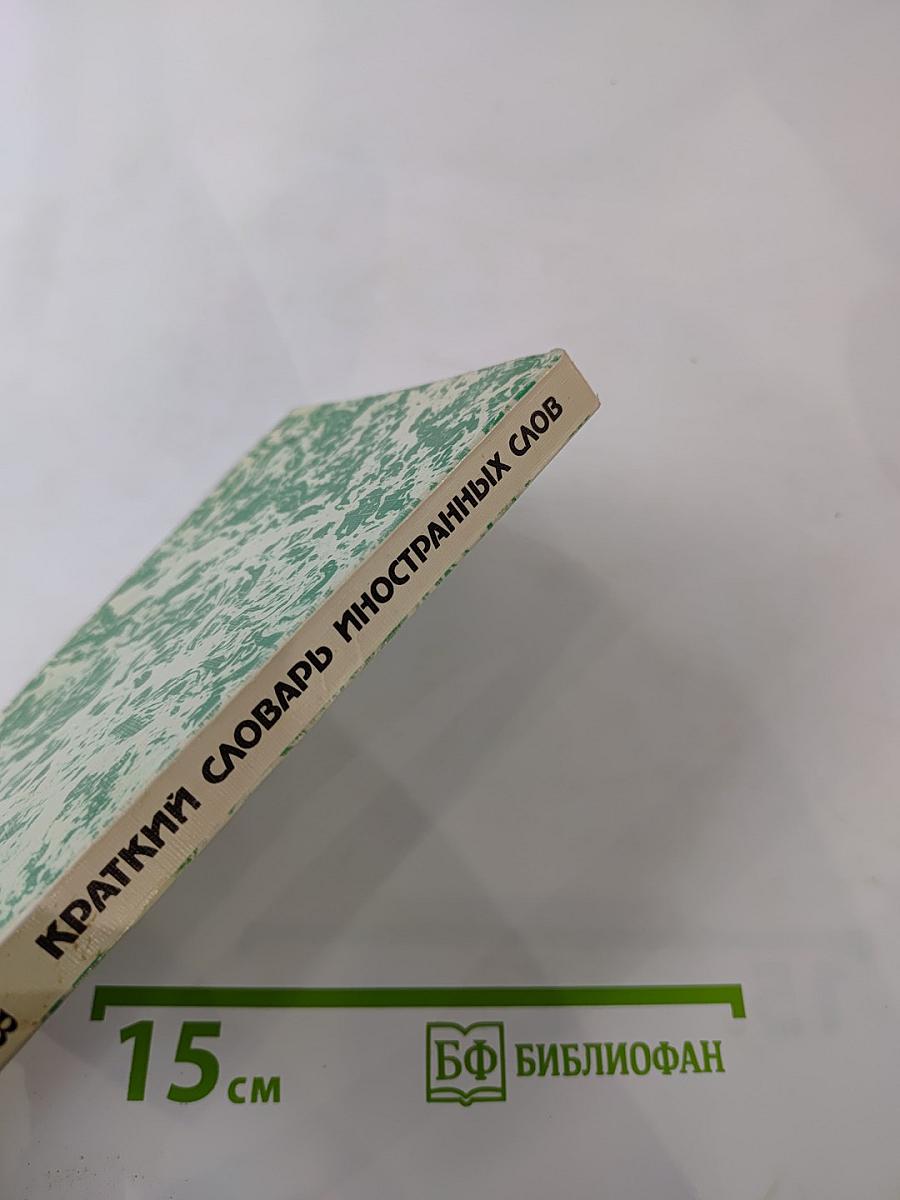 КРАТКИЙ СЛОВАРЬ ИНОСТРАННЫХ СЛОВ
15 см
БФ БИБЛИОФАН